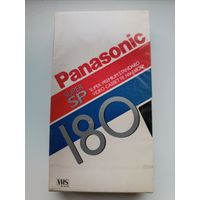 Panasonic
SUPER
SP
SUPER PREMIUM STANDARD
VIDEO CASSETTE
180
VHS